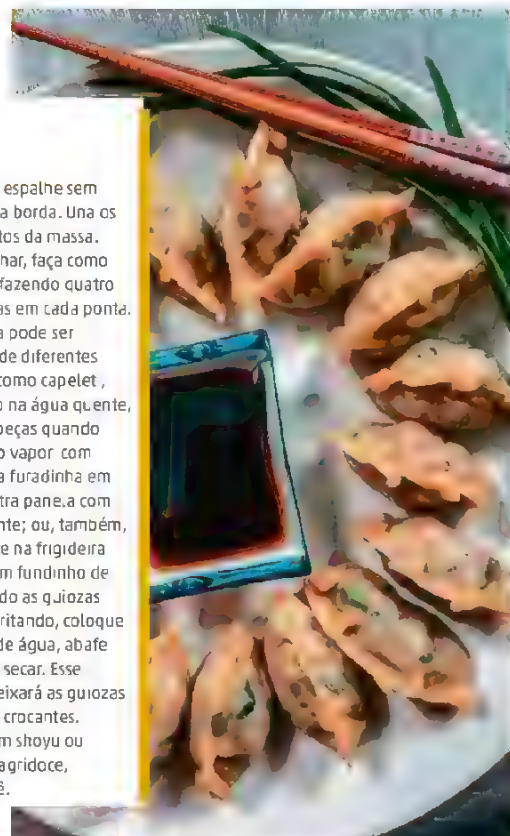 espalhe sem
a borda. Una os
tos da massa.
har, faça como
fazendo quatro
as em cada ponta.
a pode ser
de diferentes
como capelet ,
o na água quente,
peças quando
o vapor com
a furadinha em
tra panela com
nte; ou, também,
e na frigideira
m fundinho de
do as guiozas
ritando, coloque
de água, abafe
secar. Esse
eixará as guiozas
crocantes.
m shoyu ou
agridoce,
ê.